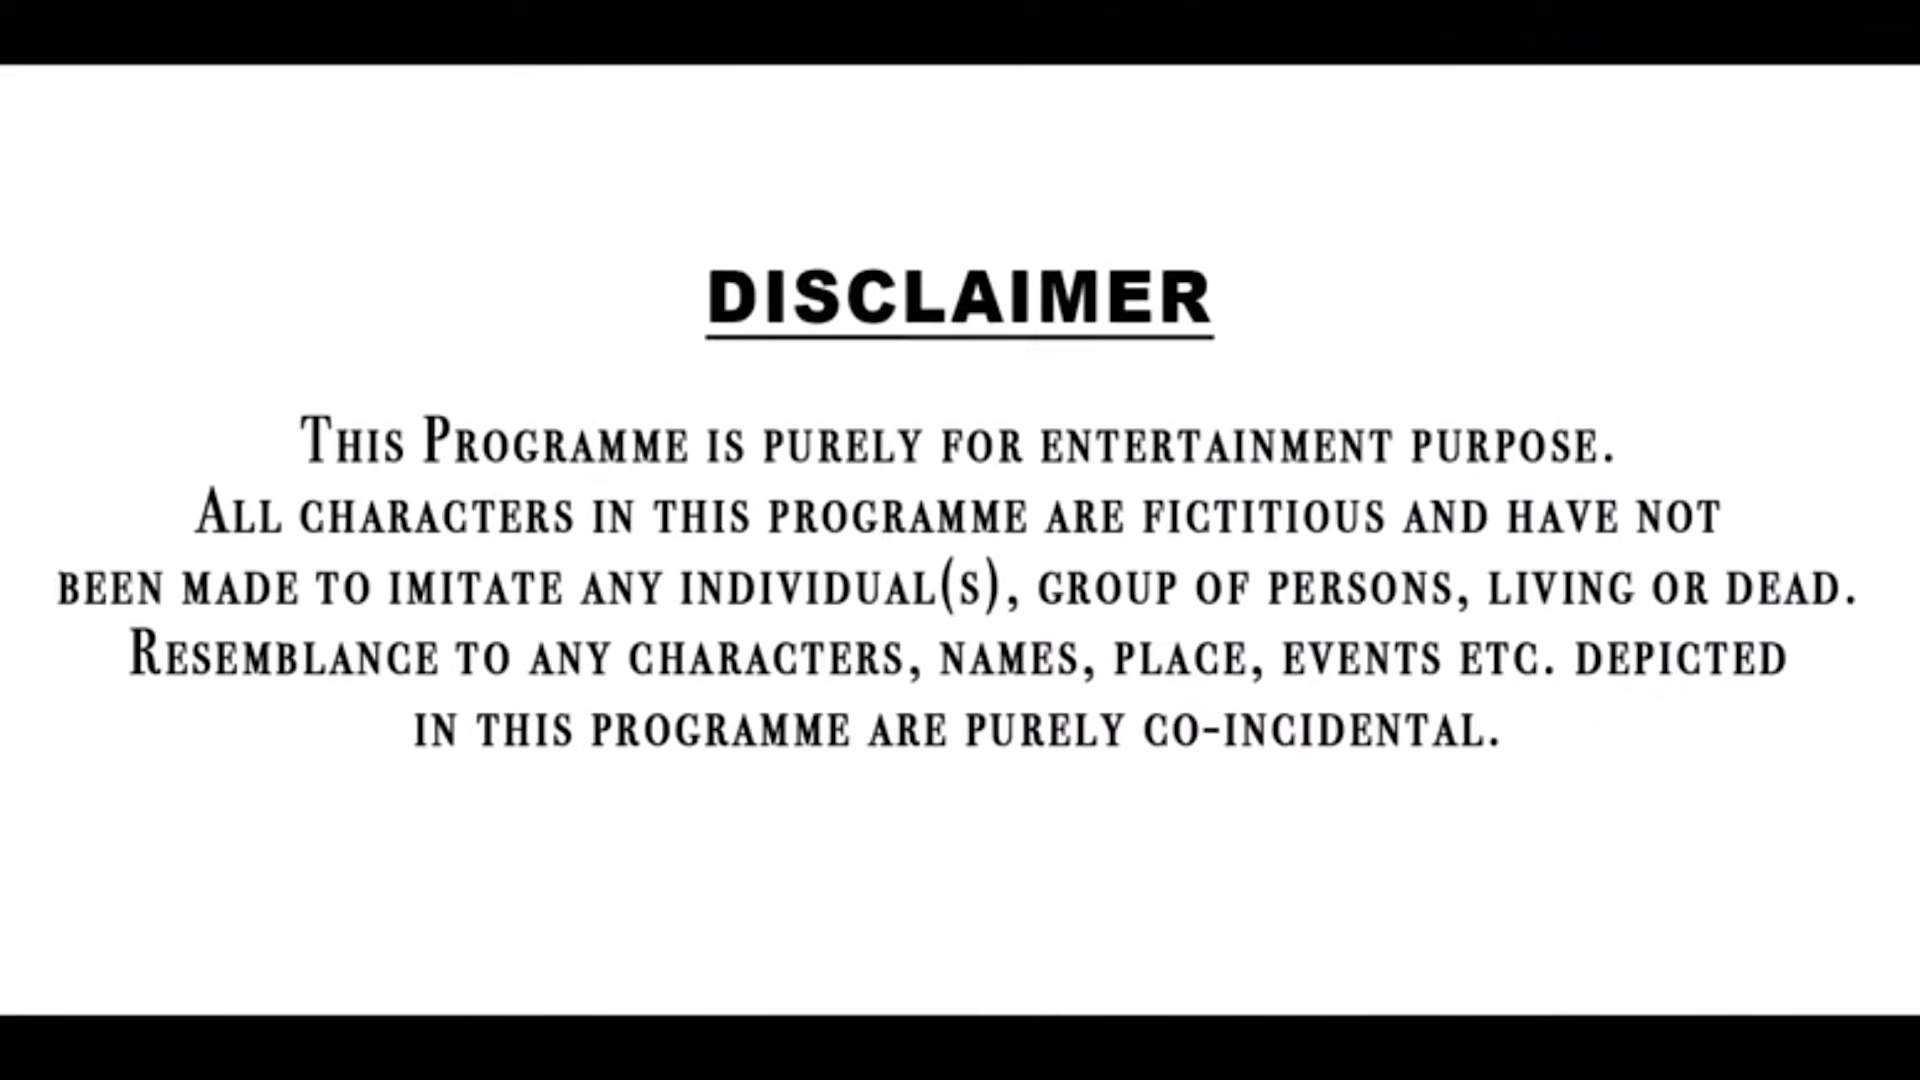 DISCLAIMER
This Programme is purely for entertainment purpose.
All characters in this programme are fictitious and have not
been made to imitate any individual(s), group of persons, living or dead.
Resemblance to any characters, names, place, events etc. depicted
in this programme are purely co-incidental.